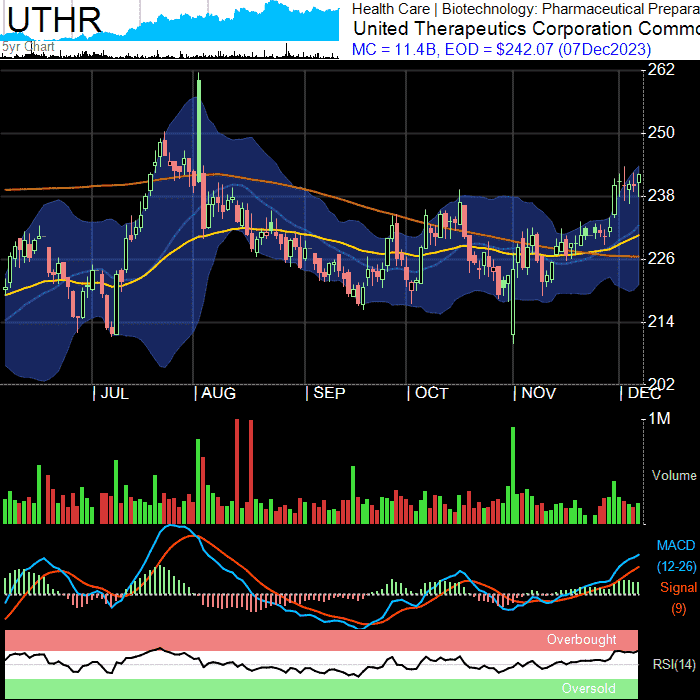 UTHR
5yr Chart
Health Care | Biotechnology: Pharmaceutical Prepara
United Therapeutics Corporation Commo
MC = 11.4B, EOD = $242.07 (07Dec2023)
262
250
238
226
214
202
JUL
AUG
SEP
OCT
NOV
DEC
1M
Volume
MACD
(12-26)
Signal
(9)
Overbought
RSI(14)
Oversold